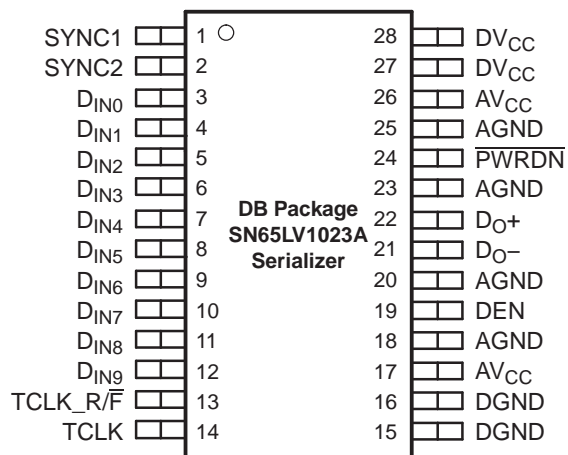 SYNC1 1 28 DVCC
SYNC2 2 27 DVCC
DIN0 3 26 AVCC
DIN1 4 25 AGND
DIN2 5 24 PWRDN
DIN3 6 23 AGND
DIN4 7 22 DO+
DIN5 8 21 DO−
DIN6 9 20 AGND
DIN7 10 19 DEN
DIN8 11 18 AGND
DIN9 12 17 AVCC
TCLK_R/F 13 16 DGND
TCLK 14 15 DGND
DB Package
SN65LV1023A
Serializer